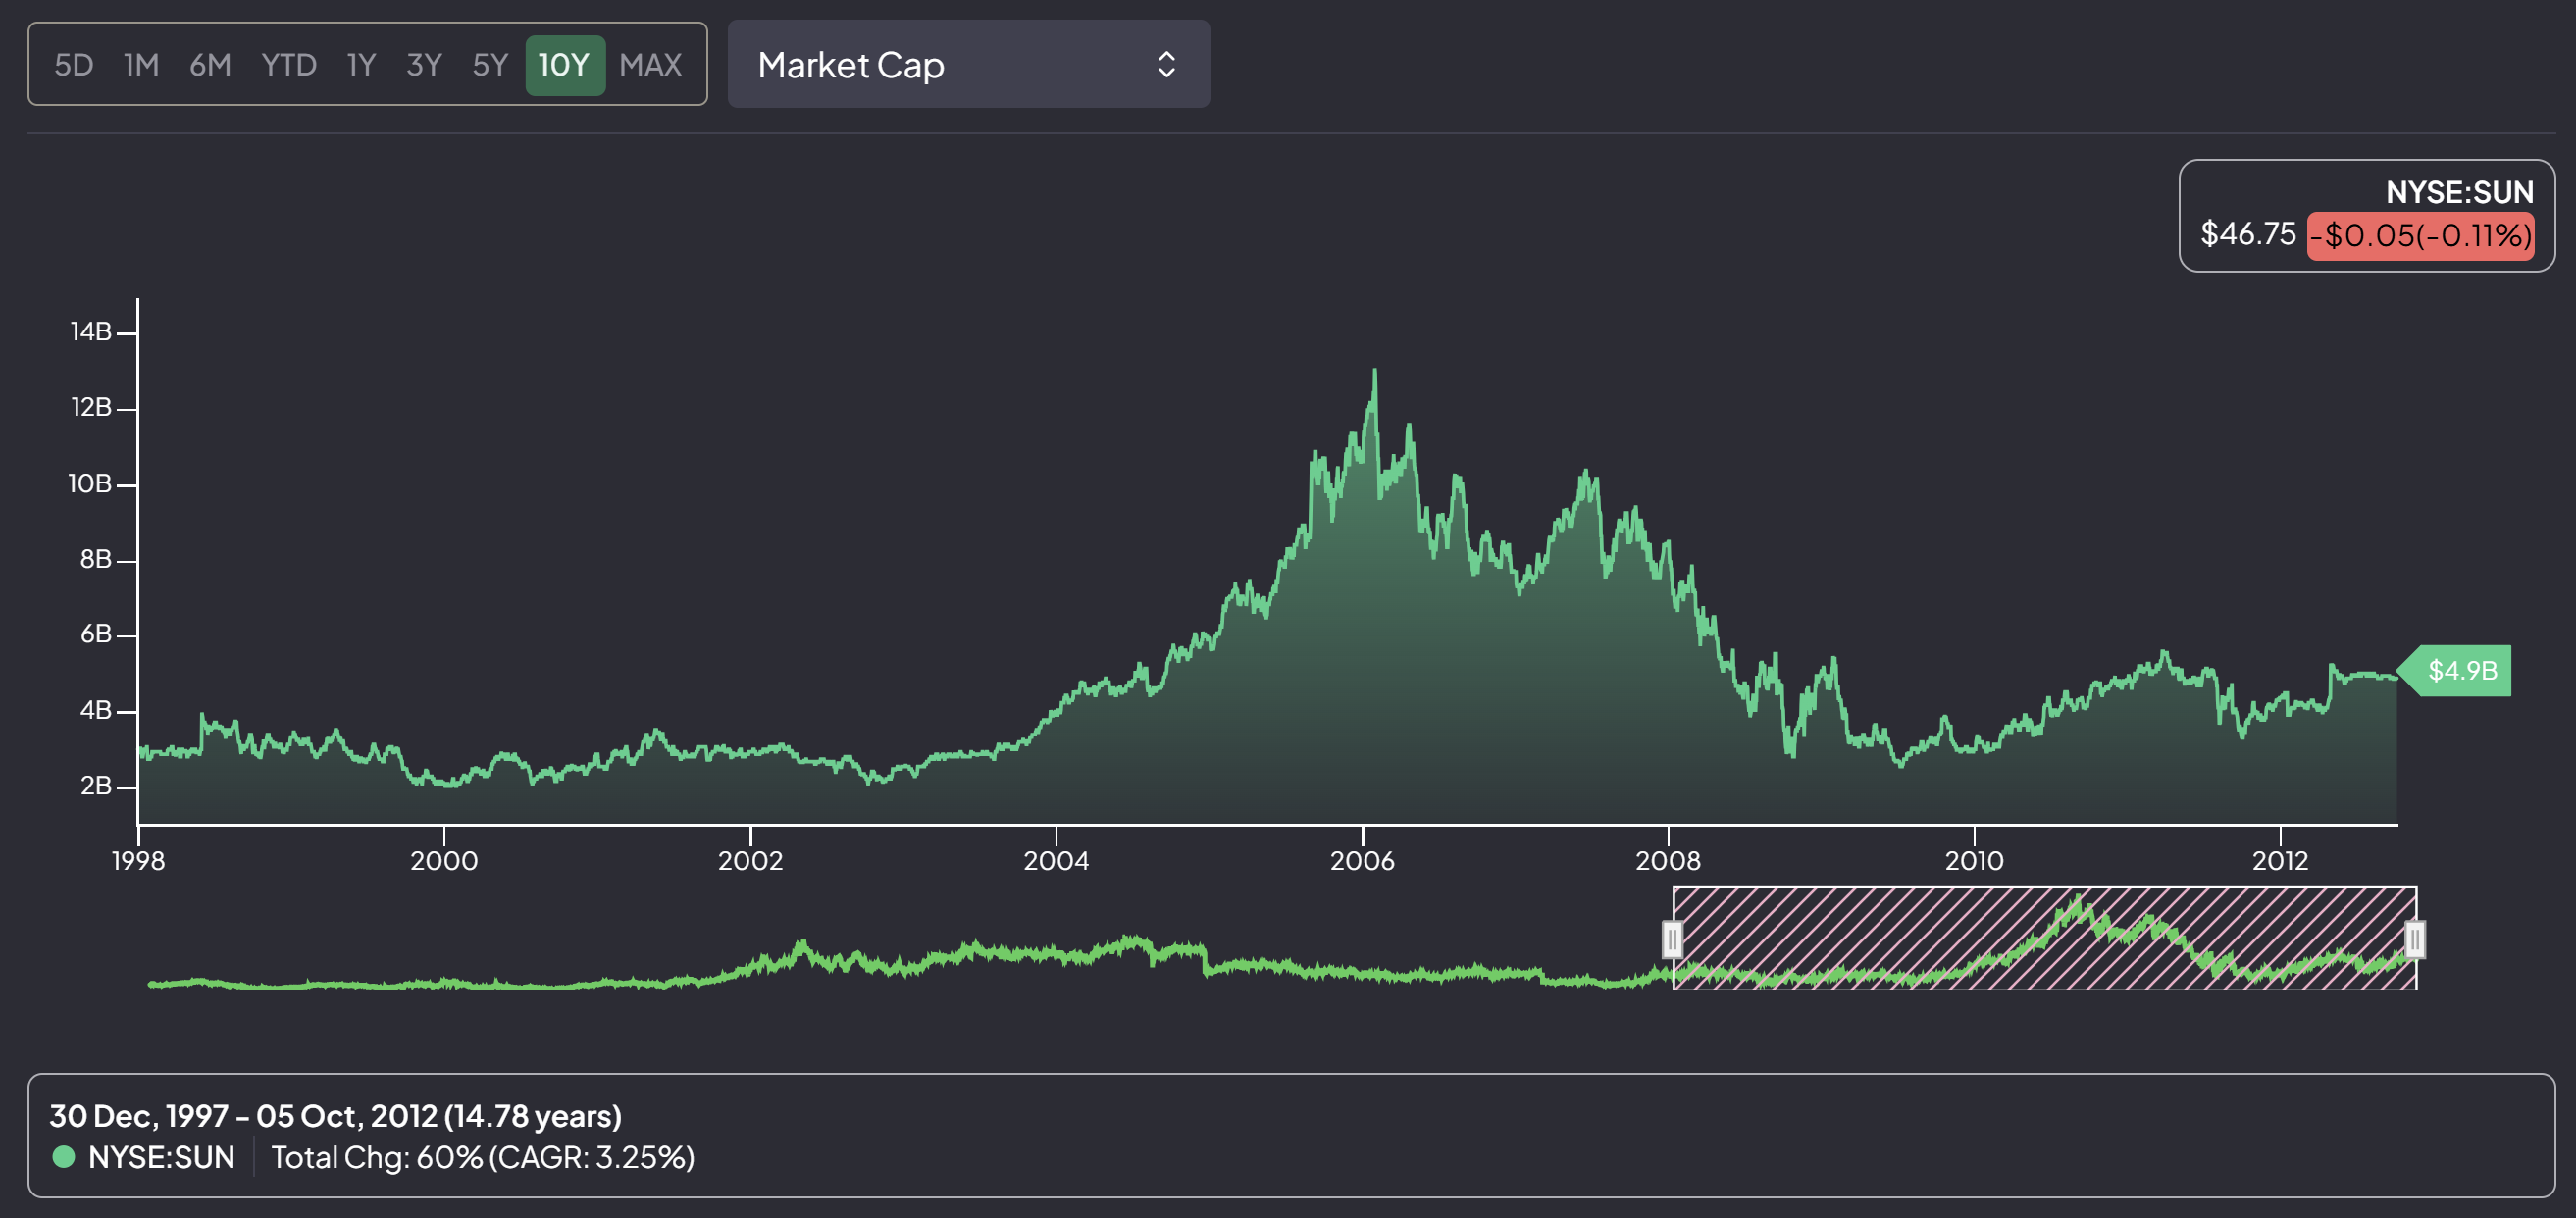 5D 1M 6M YTD 1Y 3Y 5Y 10Y MAX
Market Cap
NYSE:SUN
$46.75 -$0.05(-0.11%)
14B
12B
10B
8B
6B
4B
2B
$4.9B
1998 2000 2002 2004 2006 2008 2010 2012
30 Dec, 1997 - 05 Oct, 2012 (14.78 years)
NYSE:SUN Total Chg: 60% (CAGR: 3.25%)